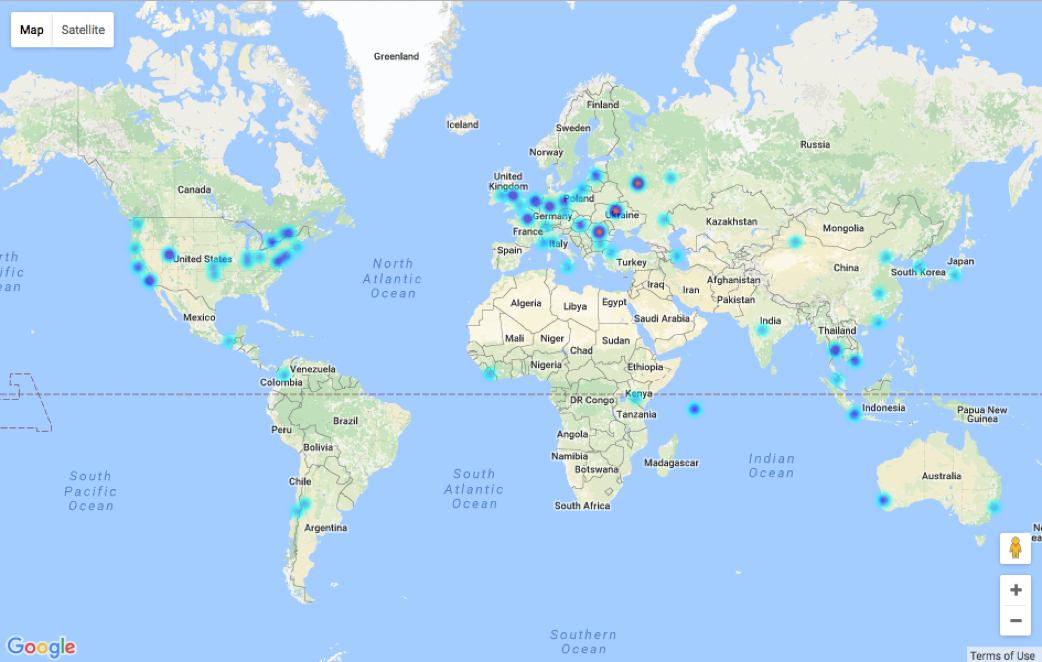 Map
Satellite
Greenland
Iceland
Finland
Sweden
Norway
Russia
Canada
United
Kingdom
Poland
Germany
Ukraine
France
Italy
Spain
Turkey
Kazakhstan
Mongolia
United States
North
Atlantic
Ocean
Iraq
Iran
Afghanistan
Pakistan
China
South Korea
Japan
Algeria
Libya
Egypt
Saudi Arabia
India
Mexico
Mali
Niger
Chad
Sudan
Thailand
Nigeria
Ethiopia
Venezuela
Colombia
DR Congo
Kenya
Tanzania
Indonesia
Papua New
Guinea
Peru
Brazil
Bolivia
Angola
Namibia
Botswana
Madagascar
Indian
Ocean
Australia
South
Pacific
Ocean
Chile
South
Atlantic
Ocean
South Africa
Argentina
Southern
Ocean
Google
Terms of Use